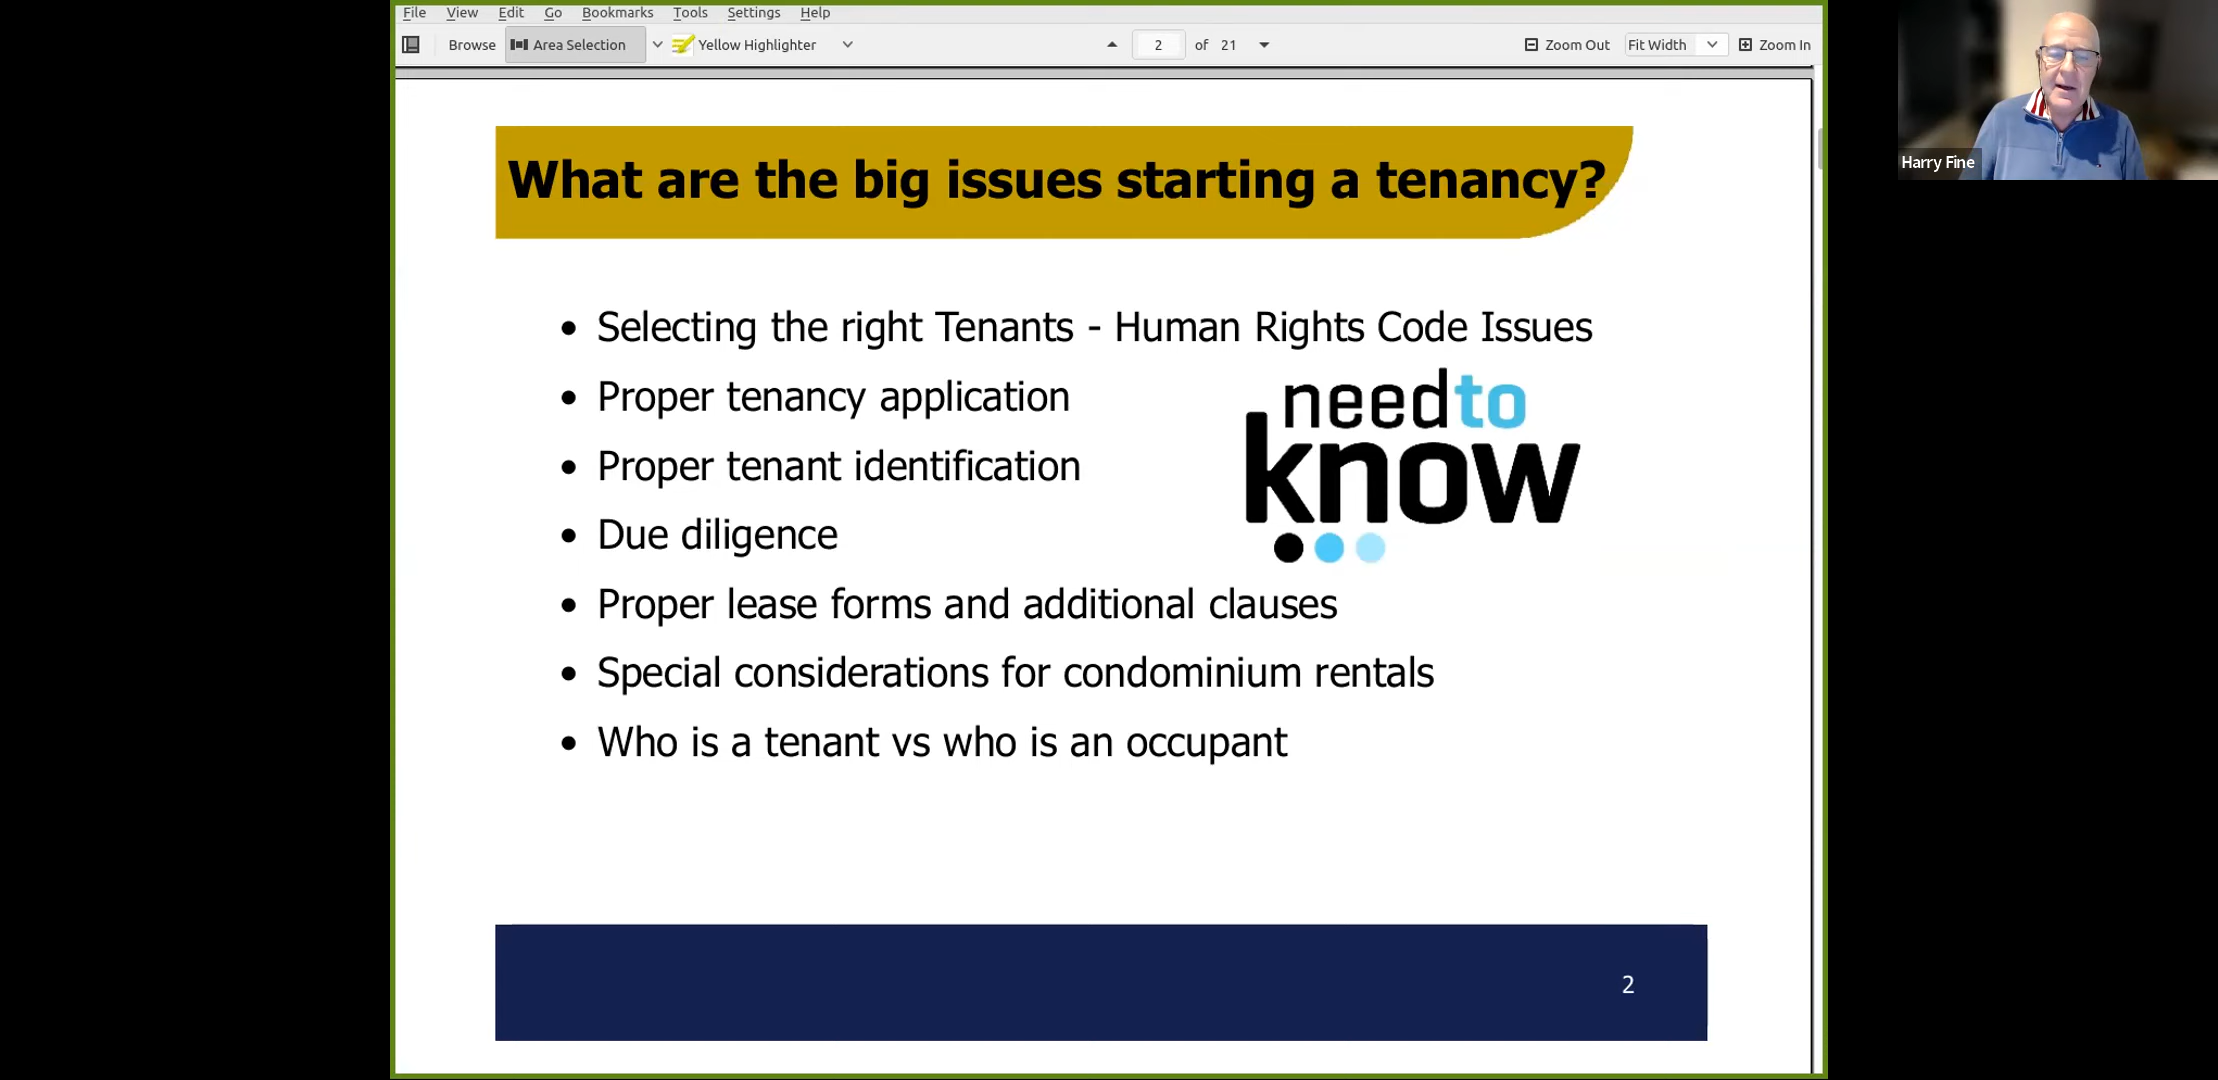 File View Edit Go Bookmarks Tools Settings Help
Browse Area Selection Yellow Highlighter 2 of 21 Zoom Out Fit Width Zoom In
Harry Fine
What are the big issues starting a tenancy?
• Selecting the right Tenants - Human Rights Code Issues
• Proper tenancy application
• Proper tenant identification
• Due diligence
• Proper lease forms and additional clauses
• Special considerations for condominium rentals
• Who is a tenant vs who is an occupant
need to
know
2